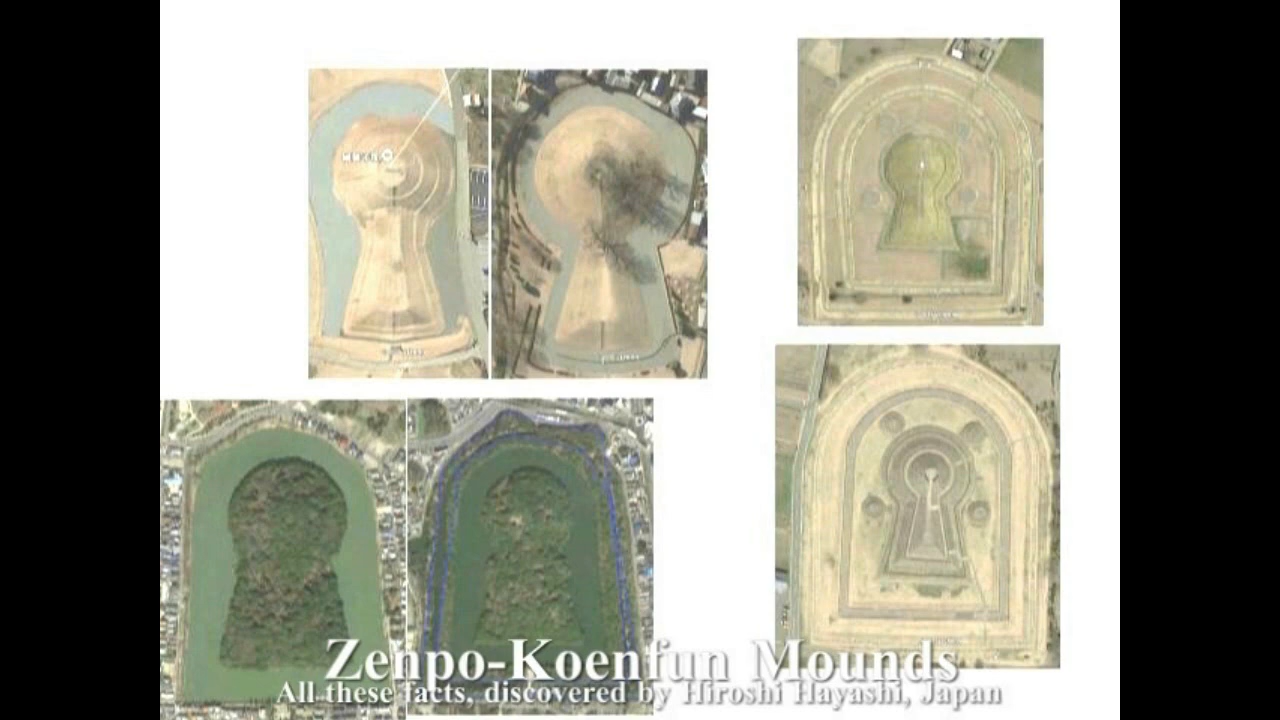 Zenpo-Koenfun Mounds
All these facts, discovered by Hiroshi Hayashi, Japan